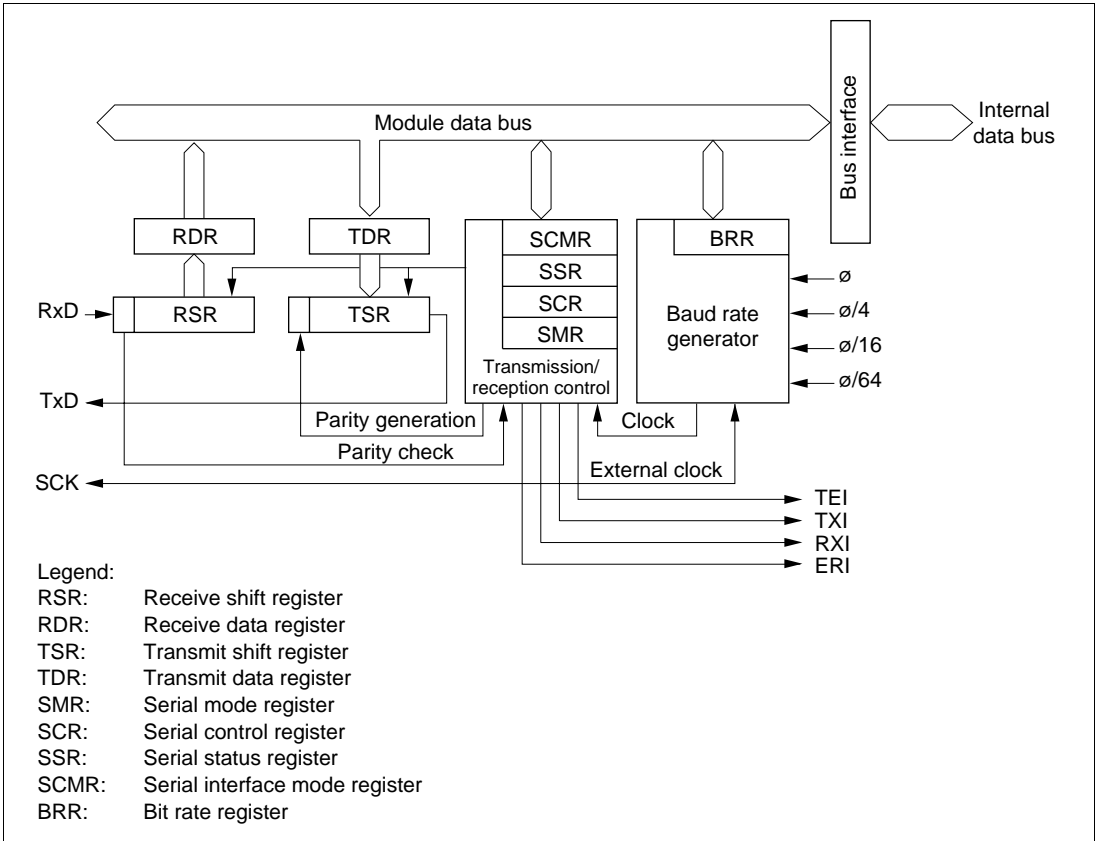 Module data bus
Bus interface
Internal
data bus
RDR
TDR
SCMR
BRR
SSR
SCR
SMR
RxD
RSR
TSR
Baud rate
generator
ø
ø/4
ø/16
ø/64
Transmission/
reception control
TxD
Parity generation
Clock
Parity check
SCK
External clock
TEI
TXI
RXI
ERI
Legend:
RSR: Receive shift register
RDR: Receive data register
TSR: Transmit shift register
TDR: Transmit data register
SMR: Serial mode register
SCR: Serial control register
SSR: Serial status register
SCMR: Serial interface mode register
BRR: Bit rate register